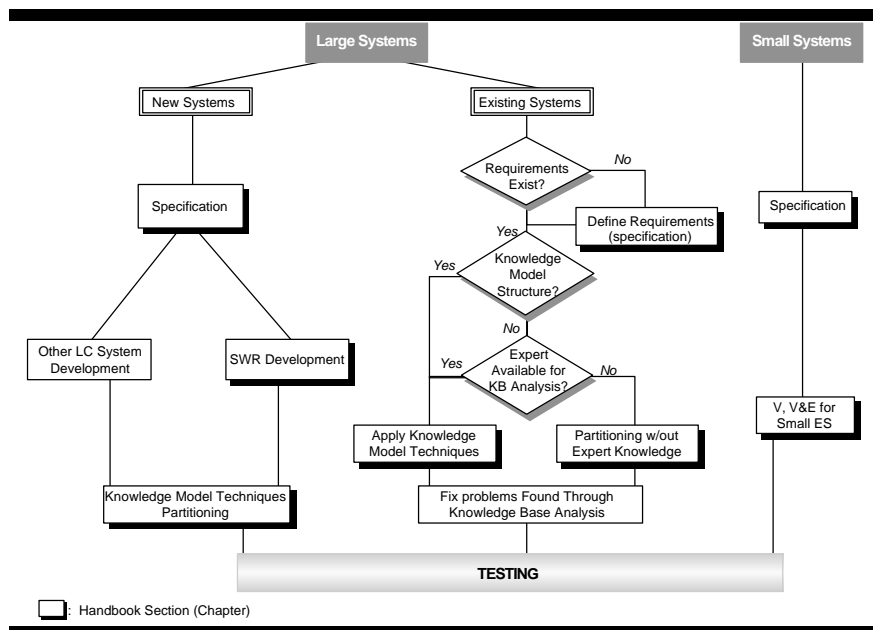 Large Systems
Small Systems
New Systems
Existing Systems
Requirements
Exist?
No
Specification
Define Requirements
(specification)
Specification
Yes
Knowledge
Model
Structure?
Yes
No
Other LC System
Development
SWR Development
Expert
Available for
KB Analysis?
Yes
No
V, V&E for
Small ES
Apply Knowledge
Model Techniques
Partitioning w/out
Expert Knowledge
Knowledge Model Techniques
Partitioning
Fix problems Found Through
Knowledge Base Analysis
TESTING
: Handbook Section (Chapter)